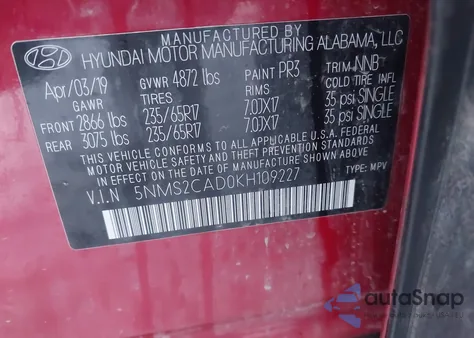 HYUNDAI MOTOR MANUFACTURING ALABAMA, LLC
Apr/03/19 GVWR 4872 lbs PAINT PR3 TRIM NNB
GAWR TIRES RIMS COLD TIRE INFL
FRONT 2866 lbs 235/65R17 7.0JX17 35 psi SINGLE
REAR 3075 lbs 235/65R17 7.0JX17 35 psi SINGLE
THIS VEHICLE CONFORMS TO ALL APPLICABLE U.S.A. FEDERAL
MOTOR VEHICLE SAFETY AND THEFT PREVENTION STANDARDS
IN EFFECT ON THE DATE OF MANUFACTURE SHOWN ABOVE
V.I.N 5NMS2CAD0KH109227 TYPE: MPV
autoSnap